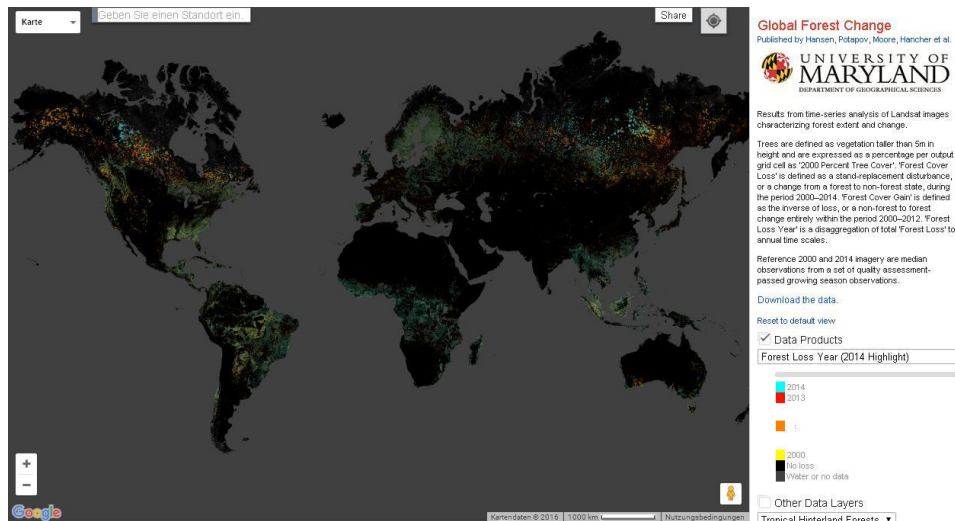 Karte
Geben Sie einen Standort ein.
Share
Global Forest Change
Published by Hansen, Potapov, Moore, Hancher et al.
UNIVERSITY OF
MARYLAND
DEPARTMENT OF GEOGRAPHICAL SCIENCES
Results from time-series analysis of Landsat images
characterizing forest extent and change.
Trees are defined as vegetation taller than 5m in
height and are expressed as a percentage per output
grid cell as '2000 Percent Tree Cover'. 'Forest Cover
Loss' is defined as a stand-replacement disturbance,
or a change from a forest to non-forest state, during
the period 2000–2014. 'Forest Cover Gain' is defined
as the inverse of loss, or a non-forest to forest
change entirely within the period 2000–2012. 'Forest
Loss Year' is a disaggregation of total 'Forest Loss' to
annual time scales.
Reference 2000 and 2014 imagery are median
observations from a set of quality assessment-
passed growing season observations.
Download the data.
Reset to default view
Data Products
Forest Loss Year (2014 Highlight)
2014
2013
:
2000
No loss
Water or no data
Other Data Layers
Tropical Hinterland Forests
+
−
Google
Kartendaten © 2016
1000 km
Nutzungsbedingungen